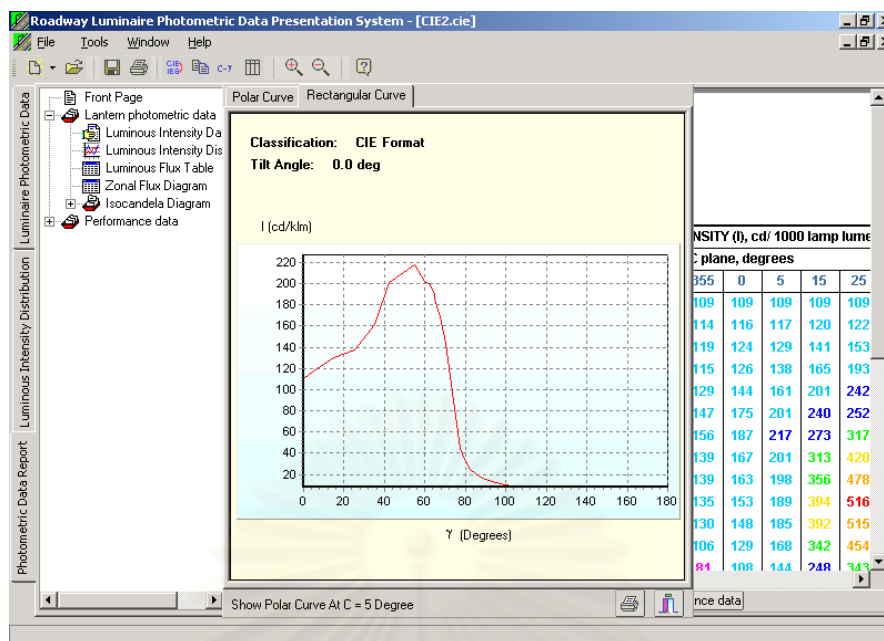 Roadway Luminaire Photometric Data Presentation System - [CIE2.cie]
File Tools Window Help
CIE IES C-γ
Luminaire Photometric Data
Luminous Intensity Distribution
Photometric Data Report
Front Page
Lantern photometric data
Luminous Intensity Da
Luminous Intensity Dis
Luminous Flux Table
Zonal Flux Diagram
Isocandela Diagram
Performance data
Polar Curve Rectangular Curve
Classification: CIE Format
Tilt Angle: 0.0 deg
I (cd/klm)
220
200
180
160
140
120
100
80
60
40
20
0 20 40 60 80 100 120 140 160 180
γ (Degrees)
Show Polar Curve At C = 5 Degree
NSITY (I), cd/ 1000 lamp lume
C plane, degrees
355 0 5 15 25
109 109 109 109 109
114 116 117 120 122
119 124 129 141 153
115 126 138 165 193
129 144 161 201 242
147 175 201 240 252
156 187 217 273 317
139 167 201 313 420
139 163 198 356 478
135 153 189 394 516
130 148 185 392 515
106 129 168 342 454
81 108 144 248 343
nce data